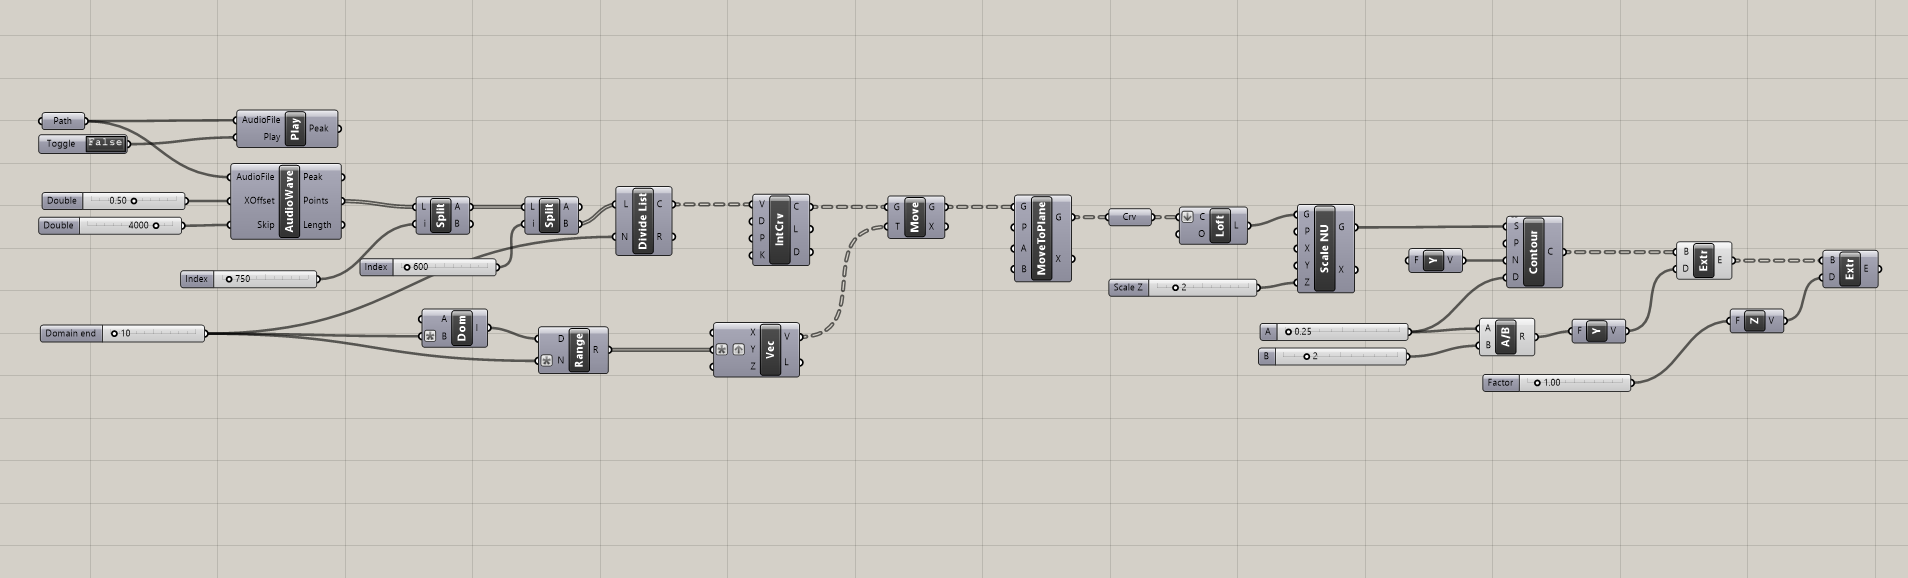 Path
Toggle False
AudioFile Play Peak
Play
AudioFile AudioWave Peak
XOffset Points
Skip Length
Double 0.50
Double 4000
Index 750
L Split A
i B
Index 600
L Split A
i B
L Divide List C
N R
Domain end 10
A Dom I
B
D Range R
N
X Vec V
Y
Z L
V IntCrv C
D L
P D
K
G Move G
T X
G MoveToPlane G
P
A
B X
Crv
C Loft L
O
Scale Z 2
G Scale NU G
P
X
Y X
Z
F Y V
S Contour C
P
N
D
A 0.25
B 2
A A/B R
B
F Y V
Factor 1.00
B Extr E
D
F Z V
B Extr E
D